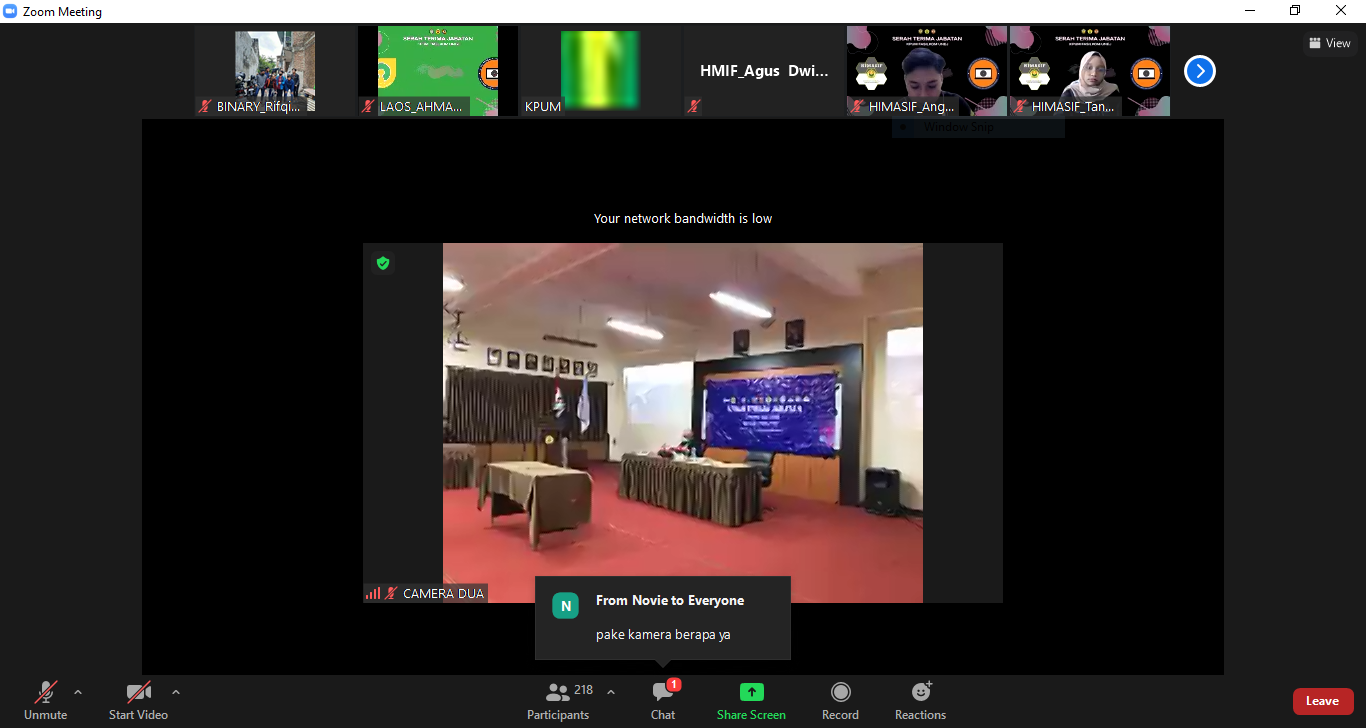 Zoom Meeting
View
BINARY_Rifqi...
SERAH TERIMA JABATAN
LAOS_AHMA...
KPUM
HMIF_Agus Dwi...
SERAH TERIMA JABATAN
HIMASIF
HIMASIF_Ang...
SERAH TERIMA JABATAN
HIMASIF
HIMASIF_Tan...
Window Snip
Your network bandwidth is low
CAMERA DUA
N
From Novie to Everyone
pake kamera berapa ya
Unmute
Start Video
218
Participants
1
Chat
Share Screen
Record
Reactions
Leave